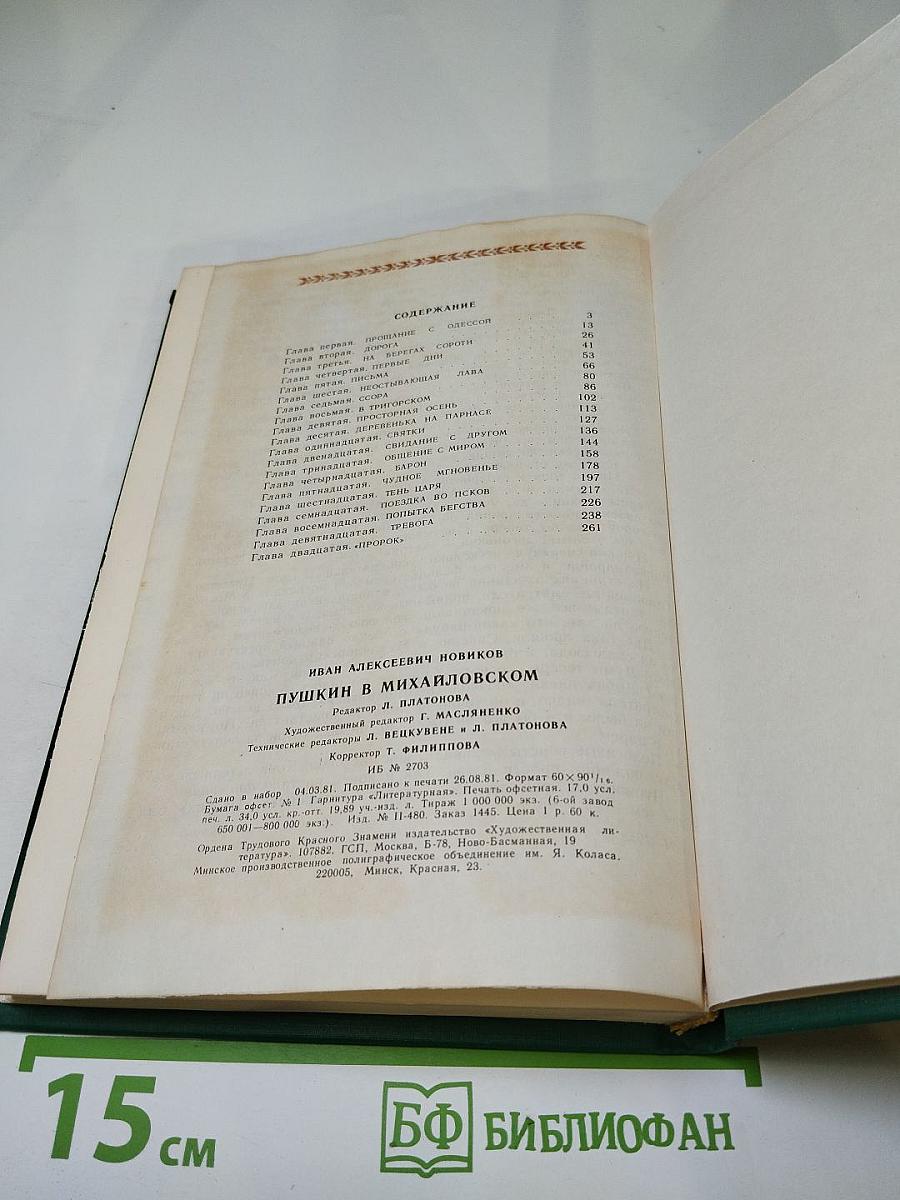 СОДЕРЖАНИЕ
Глава первая. ПРОЩАНИЕ С ОДЕССОЙ . . . . 3
Глава вторая. ДОРОГА . . . . 13
Глава третья. НА БЕРЕГАХ СОРОТИ . . . . 26
Глава четвертая. ПЕРВЫЕ ДНИ . . . . 41
Глава пятая. ПИСЬМА . . . . 53
Глава шестая. НЕОСТЫВАЮЩАЯ ЛАВА . . . . 66
Глава седьмая. ССОРА . . . . 80
Глава восьмая. В ТРИГОРСКОМ . . . . 86
Глава девятая. ПРОСТОРНАЯ ОСЕНЬ . . . . 102
Глава десятая. ДЕРЕВЕНЬКА НА ПАРНАСЕ . . . . 113
Глава одиннадцатая. СВЯТКИ . . . . 127
Глава двенадцатая. СВИДАНИЕ С ДРУГОМ . . . . 136
Глава тринадцатая. ОБЩЕНИЕ С МИРОМ . . . . 144
Глава четырнадцатая. БАРОН . . . . 158
Глава пятнадцатая. ЧУДНОЕ МГНОВЕНЬЕ . . . . 178
Глава шестнадцатая. ТЕНЬ ЦАРЯ . . . . 197
Глава семнадцатая. ПОЕЗДКА ВО ПСКОВ . . . . 217
Глава восемнадцатая. ПОПЫТКА БЕГСТВА . . . . 226
Глава девятнадцатая. ТРЕВОГА . . . . 238
Глава двадцатая. «ПРОРОК» . . . . 261
ИВАН АЛЕКСЕЕВИЧ НОВИКОВ
ПУШКИН В МИХАЙЛОВСКОМ
Редактор Л. ПЛАТОНОВА
Художественный редактор Г. МАСЛЯНЕНКО
Технические редакторы Л. ВЕЦКУВЕНЕ и Л. ПЛАТОНОВА
Корректор Т. ФИЛИППОВА
ИБ № 2703
Сдано в набор 04.03.81. Подписано к печати 26.08.81. Формат 60×90 1/16.
Бумага офсет. № 1 Гарнитура «Литературная». Печать офсетная. 17,0 усл.
печ. л. 34,0 усл. кр.-отт. 19,89 уч.-изд. л. Тираж 1 000 000 экз. (6-ой завод
650 001—800 000 экз.). Изд. № II-480. Заказ 1445. Цена 1 р. 60 к.
Ордена Трудового Красного Знамени издательство «Художественная ли-
тература». 107882, ГСП, Москва, Б-78, Ново-Басманная, 19
Минское производственное полиграфическое объединение им. Я. Коласа.
220005, Минск, Красная, 23.
15 см
БФ БИБЛИОФАН